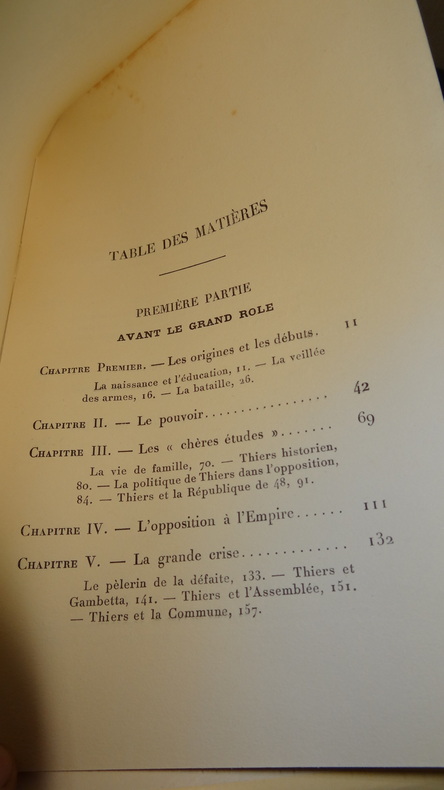 TABLE DES MATIÈRES
PREMIÈRE PARTIE
AVANT LE GRAND ROLE
CHAPITRE PREMIER. — Les origines et les débuts. 11
La naissance et l'éducation, 11. — La veillée
des armes, 16. — La bataille, 26.
CHAPITRE II. — Le pouvoir................ 42
CHAPITRE III. — Les « chères études »....... 69
La vie de famille, 70. — Thiers historien,
80. — La politique de Thiers dans l'opposition,
84. — Thiers et la République de 48, 91.
CHAPITRE IV. — L'opposition à l'Empire...... 111
CHAPITRE V. — La grande crise............. 132
Le pèlerin de la défaite, 133. — Thiers et
Gambetta, 141. — Thiers et l'Assemblée, 151.
— Thiers et la Commune, 157.